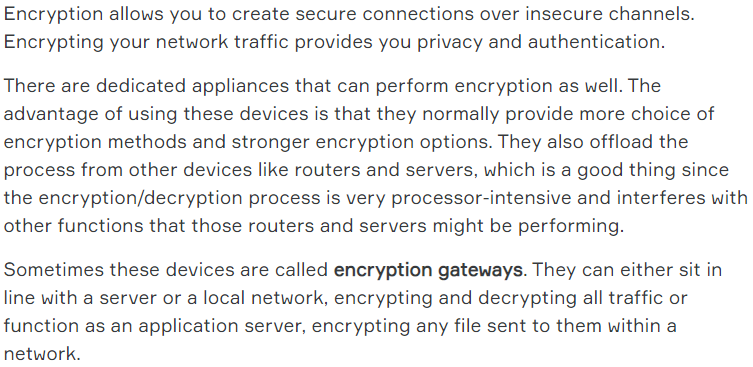 Encryption allows you to create secure connections over insecure channels.
Encrypting your network traffic provides you privacy and authentication.
There are dedicated appliances that can perform encryption as well. The
advantage of using these devices is that they normally provide more choice of
encryption methods and stronger encryption options. They also offload the
process from other devices like routers and servers, which is a good thing since
the encryption/decryption process is very processor-intensive and interferes with
other functions that those routers and servers might be performing.
Sometimes these devices are called encryption gateways. They can either sit in
line with a server or a local network, encrypting and decrypting all traffic or
function as an application server, encrypting any file sent to them within a
network.